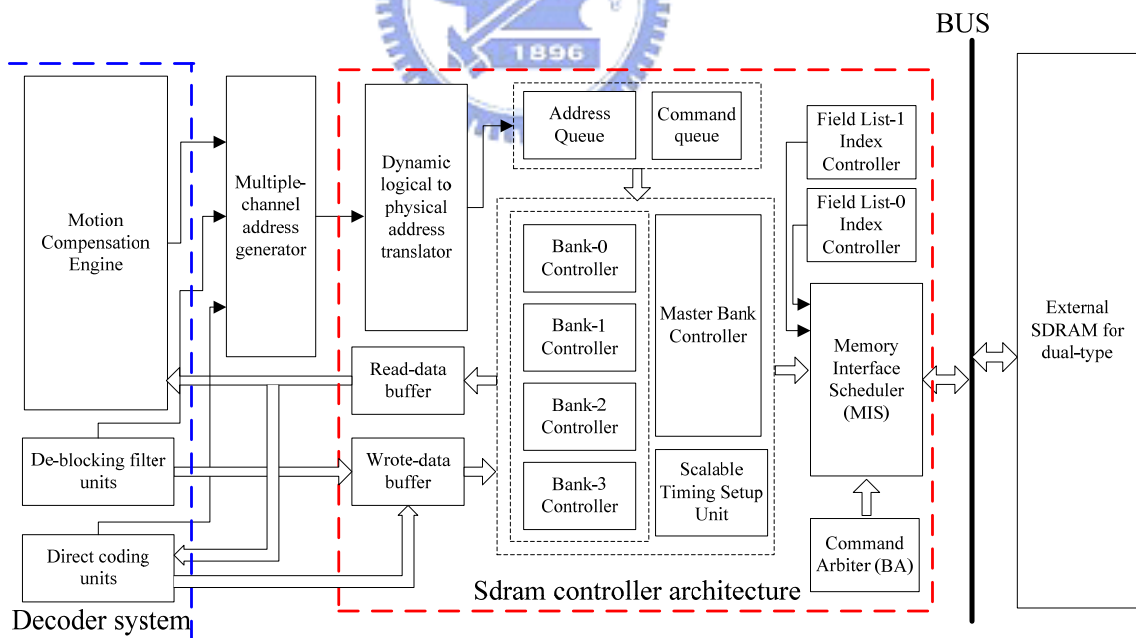 1896
BUS
Motion
Compensation
Engine
Multiple-
channel
address
generator
Dynamic
logical to
physical
address
translator
Address
Queue
Command
queue
Field List-1
Index
Controller
Field List-0
Index
Controller
Bank-0
Controller
Bank-1
Controller
Bank-2
Controller
Bank-3
Controller
Master Bank
Controller
Scalable
Timing Setup
Unit
Memory
Interface
Scheduler
(MIS)
External
SDRAM for
dual-type
Read-data
buffer
De-blocking filter
units
Wrote-data
buffer
Direct coding
units
Command
Arbiter (BA)
Sdram controller architecture
Decoder system